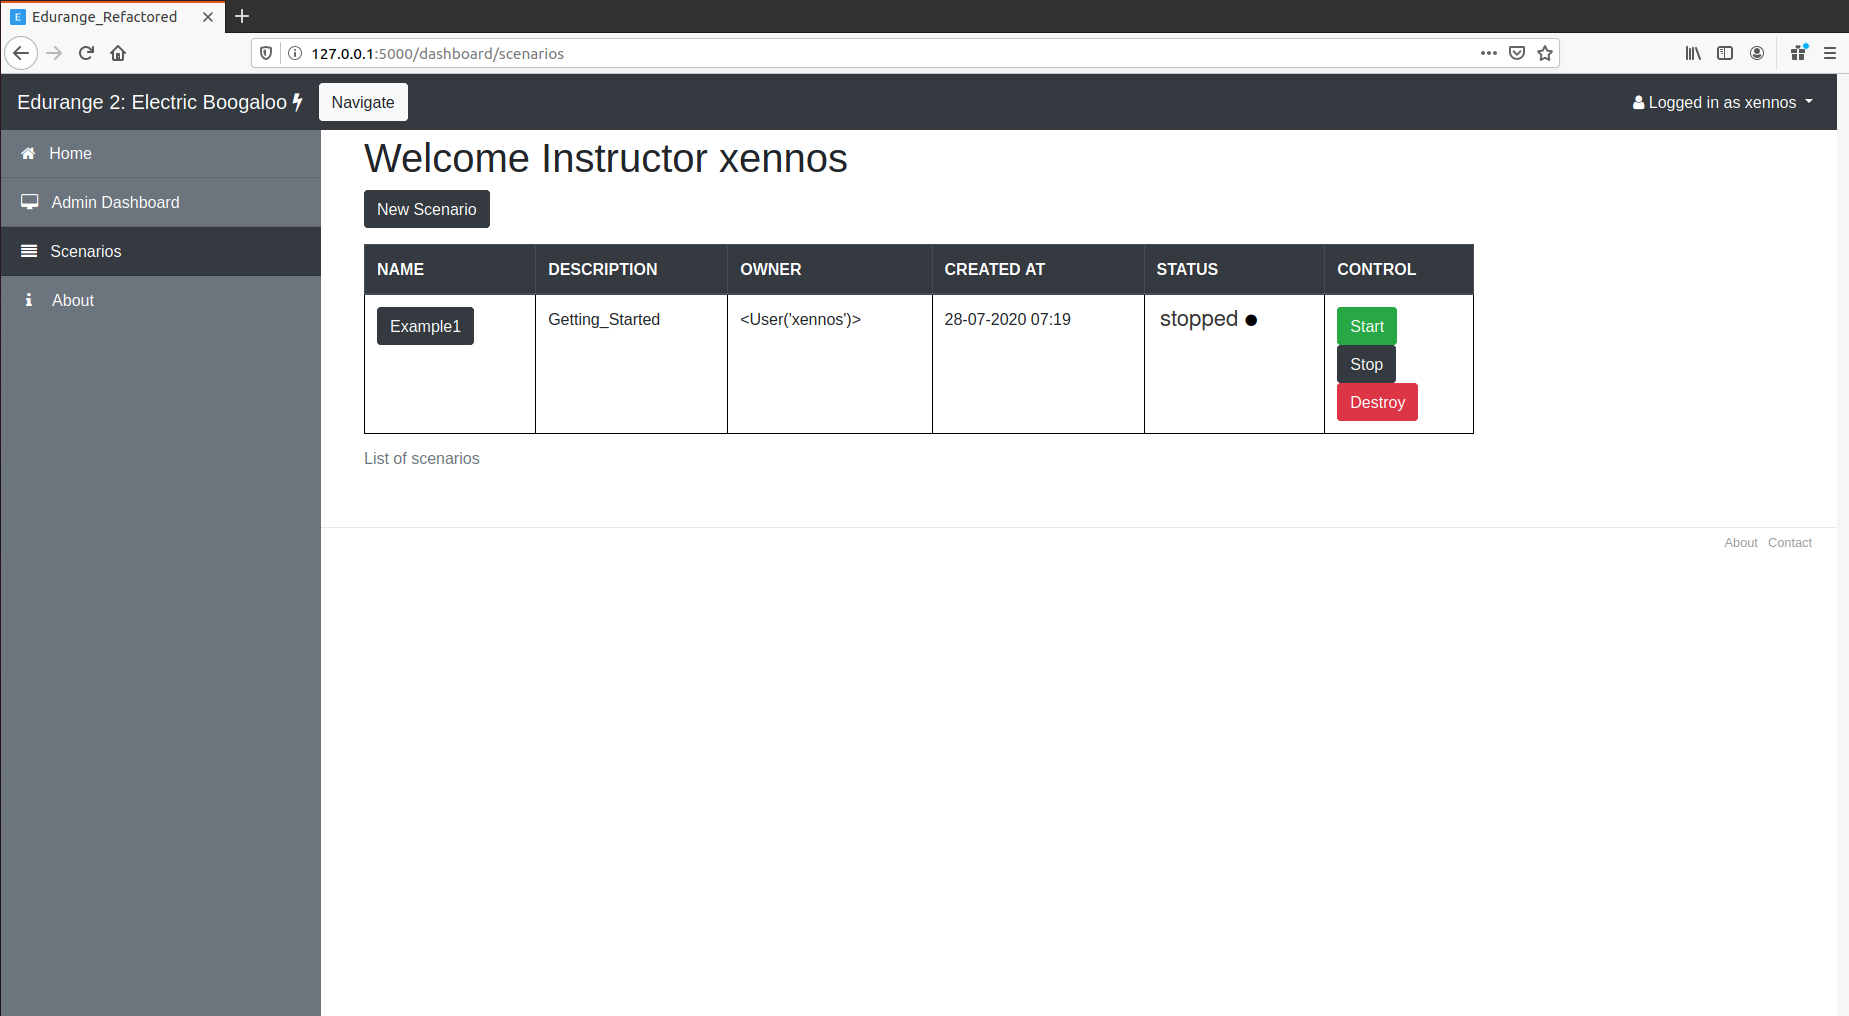 Edurange_Refactored
127.0.0.1:5000/dashboard/scenarios
Edurange 2: Electric Boogaloo
Navigate
Logged in as xennos
Home
Admin Dashboard
Scenarios
About
Welcome Instructor xennos
New Scenario
NAME DESCRIPTION OWNER CREATED AT STATUS CONTROL
Example1 Getting_Started <User('xennos')> 28-07-2020 07:19 stopped Start
Stop
Destroy
List of scenarios
About Contact